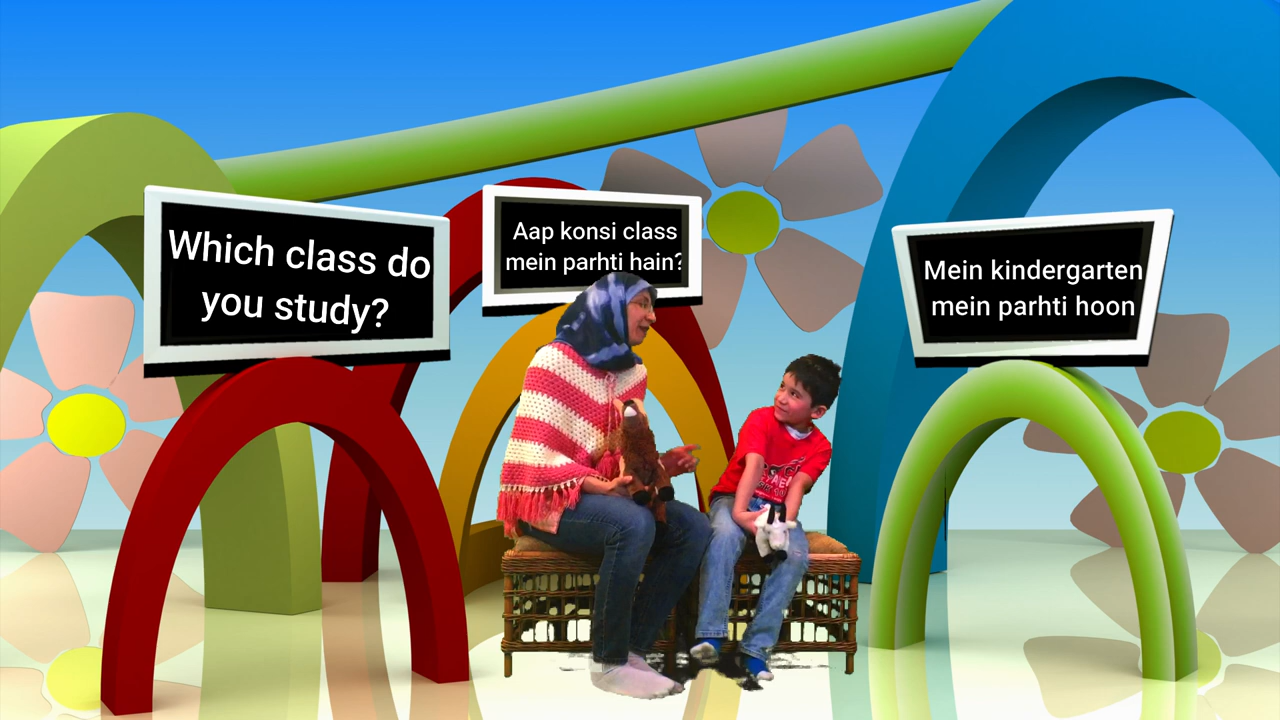 Which class do
you study?
Aap konsi class
mein parhti hain?
Mein kindergarten
mein parhti hoon